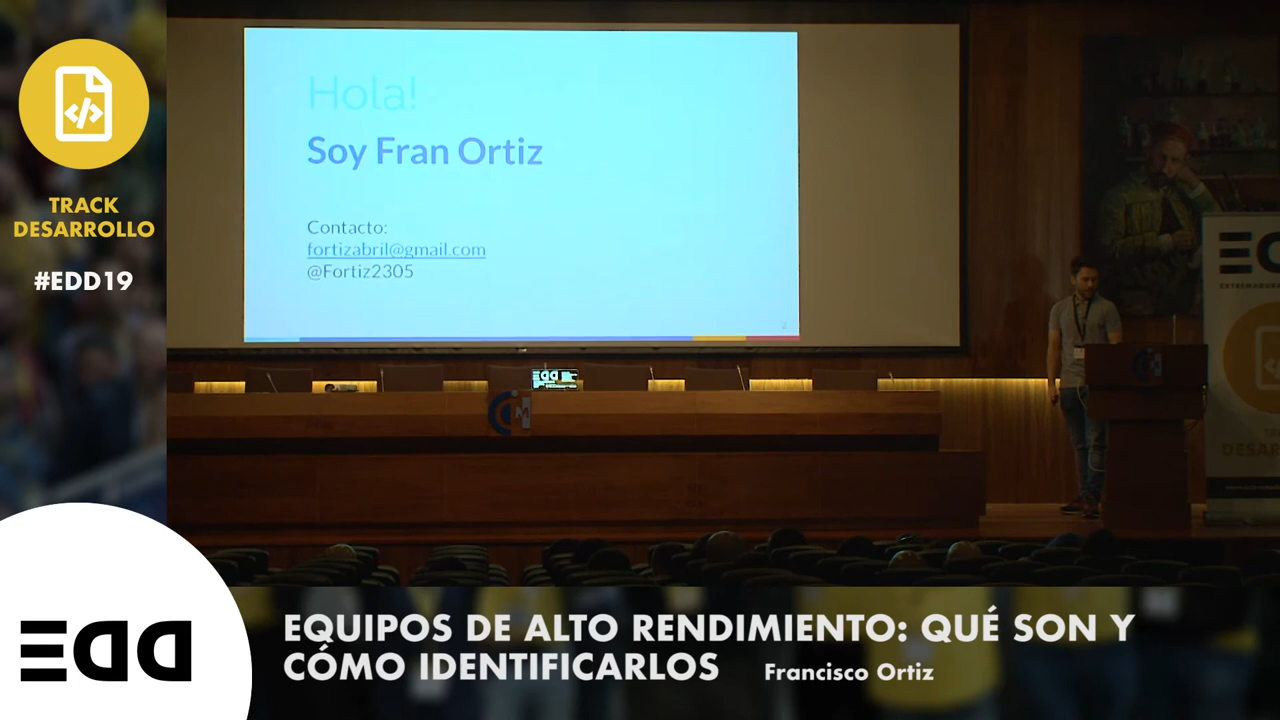 TRACK
DESARROLLO
#EDD19
Hola!
Soy Fran Ortiz
Contacto:
fortizabril@gmail.com
@Fortiz2305
2
EDD
EQUIPOS DE ALTO RENDIMIENTO: QUÉ SON Y
CÓMO IDENTIFICARLOS Francisco Ortiz